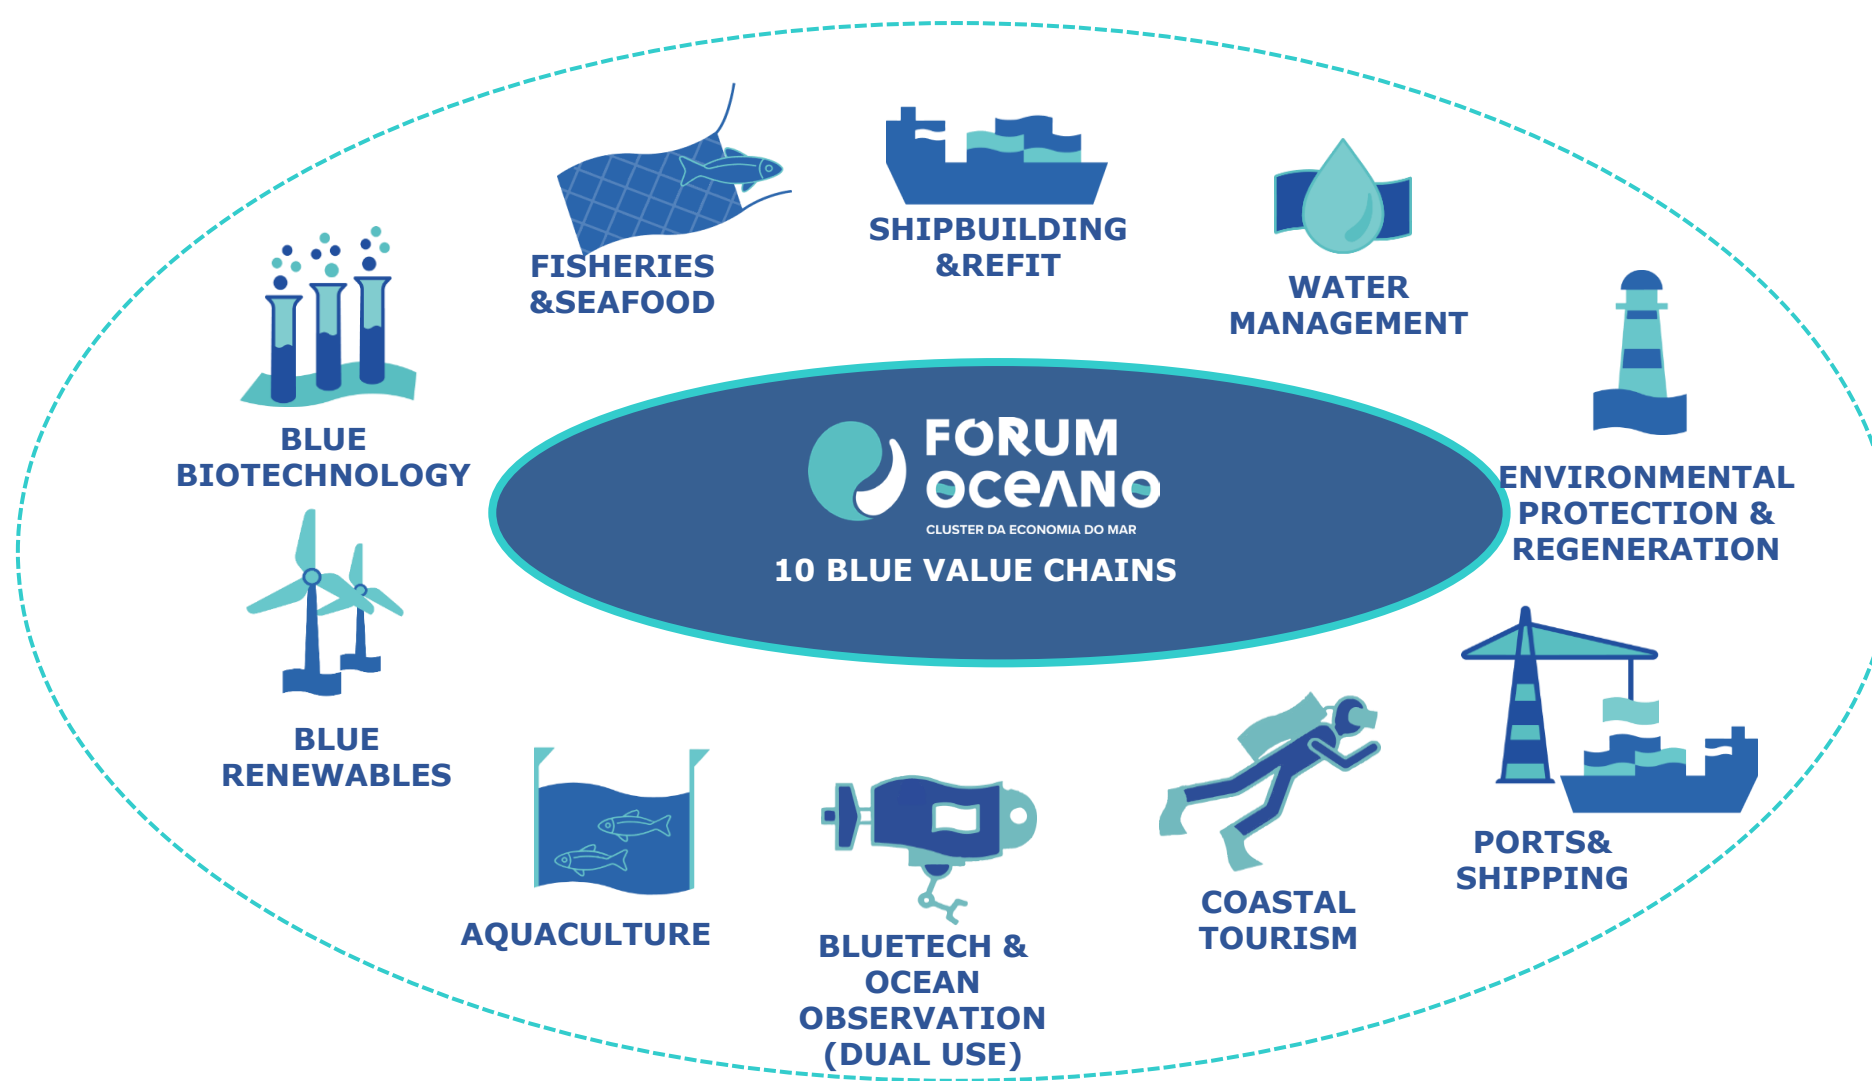 FISHERIES
&SEAFOOD
SHIPBUILDING
&REFIT
WATER
MANAGEMENT
BLUE
BIOTECHNOLOGY
FORUM
OCEANO
CLUSTER DA ECONOMIA DO MAR
10 BLUE VALUE CHAINS
ENVIRONMENTAL
PROTECTION &
REGENERATION
BLUE
RENEWABLES
AQUACULTURE
BLUETECH &
OCEAN
OBSERVATION
(DUAL USE)
COASTAL
TOURISM
PORTS&
SHIPPING